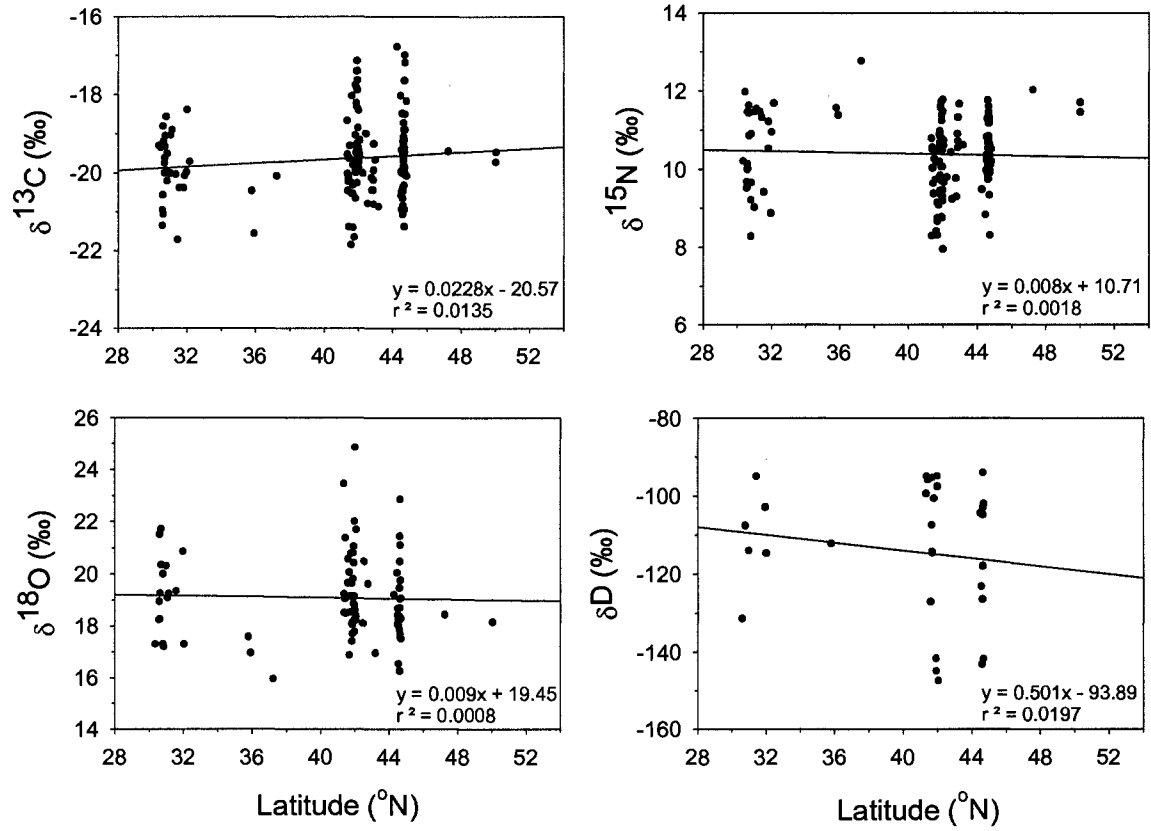 -16
-18
-20
-22
-24
δ13C (‰)
y = 0.0228x - 20.57
r² = 0.0135
28 32 36 40 44 48 52
14
12
10
8
6
δ15N (‰)
y = 0.008x + 10.71
r² = 0.0018
28 32 36 40 44 48 52
26
24
22
20
18
16
14
δ18O (‰)
y = 0.009x + 19.45
r² = 0.0008
28 32 36 40 44 48 52
Latitude (°N)
-80
-100
-120
-140
-160
δD (‰)
y = 0.501x - 93.89
r² = 0.0197
28 32 36 40 44 48 52
Latitude (°N)